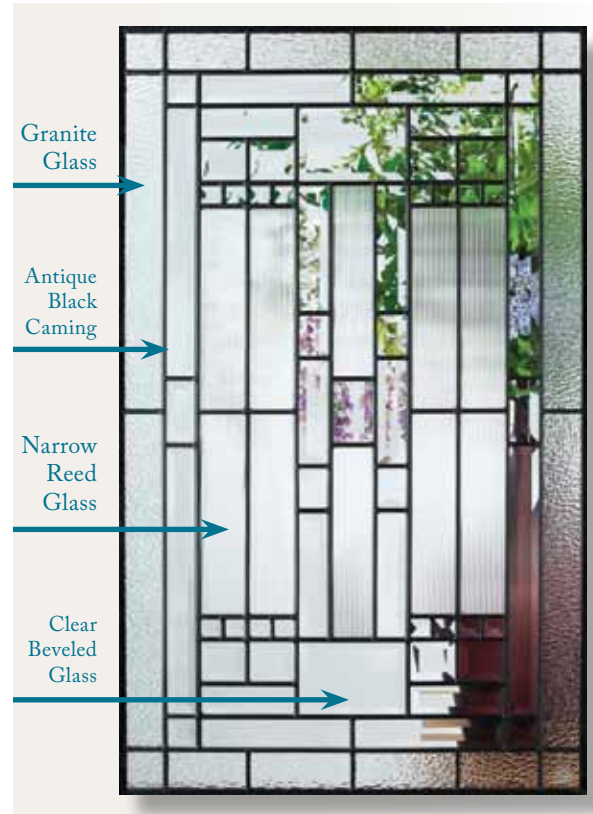 Granite
Glass
Antique
Black
Caming
Narrow
Reed
Glass
Clear
Beveled
Glass